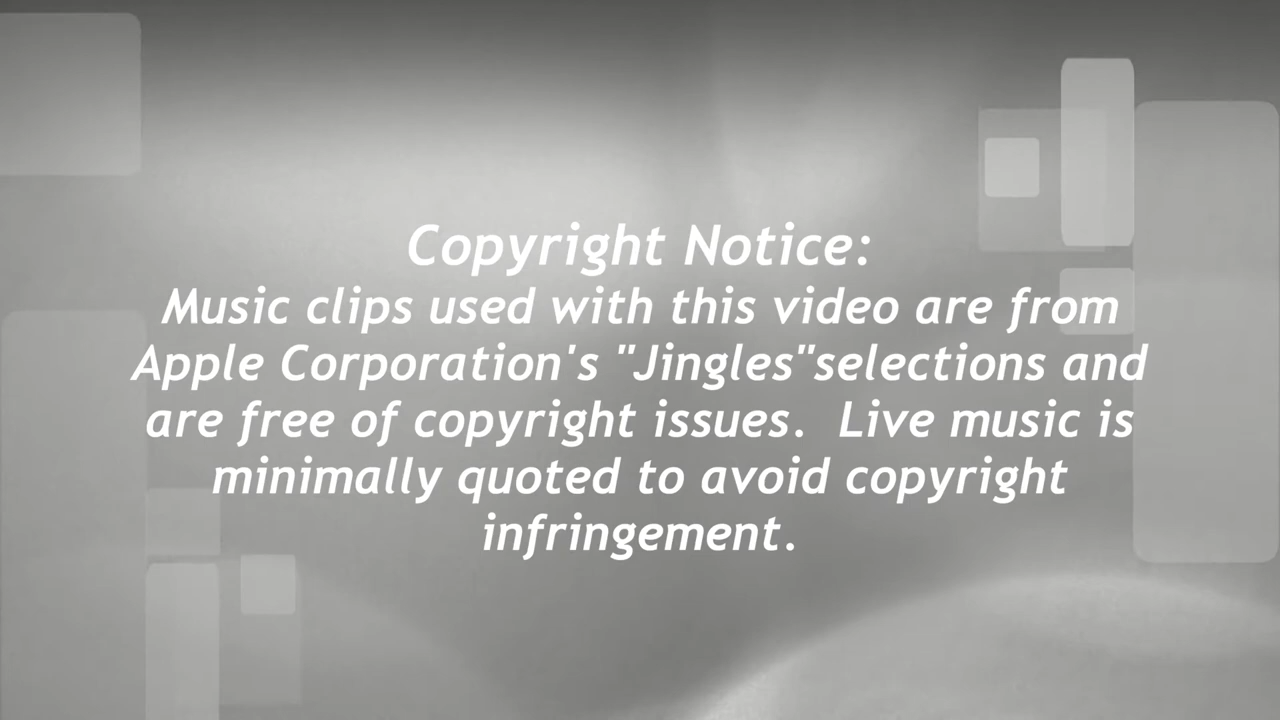 Copyright Notice:
Music clips used with this video are from
Apple Corporation's "Jingles"selections and
are free of copyright issues.  Live music is
minimally quoted to avoid copyright
infringement.